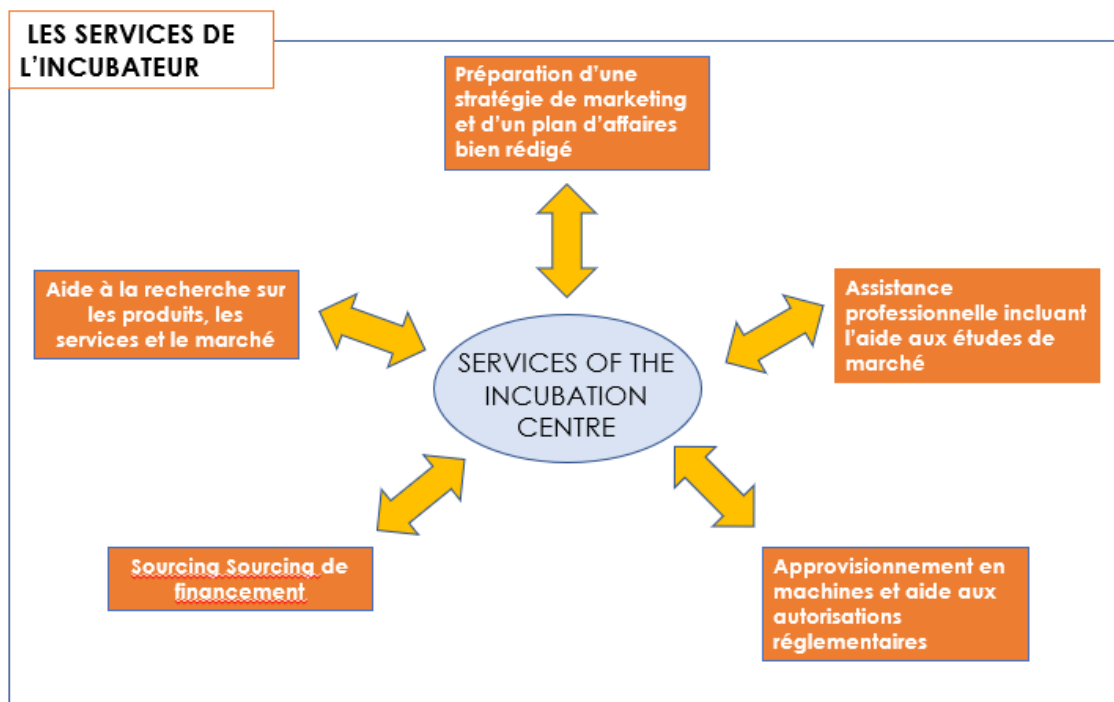 LES SERVICES DE
L'INCUBATEUR
Préparation d'une
stratégie de marketing
et d'un plan d'affaires
bien rédigé
Aide à la recherche sur
les produits, les
services et le marché
Assistance
professionnelle incluant
l'aide aux études de
marché
SERVICES OF THE
INCUBATION
CENTRE
Sourcing Sourcing de
financement
Approvisionnement en
machines et aide aux
autorisations
réglementaires